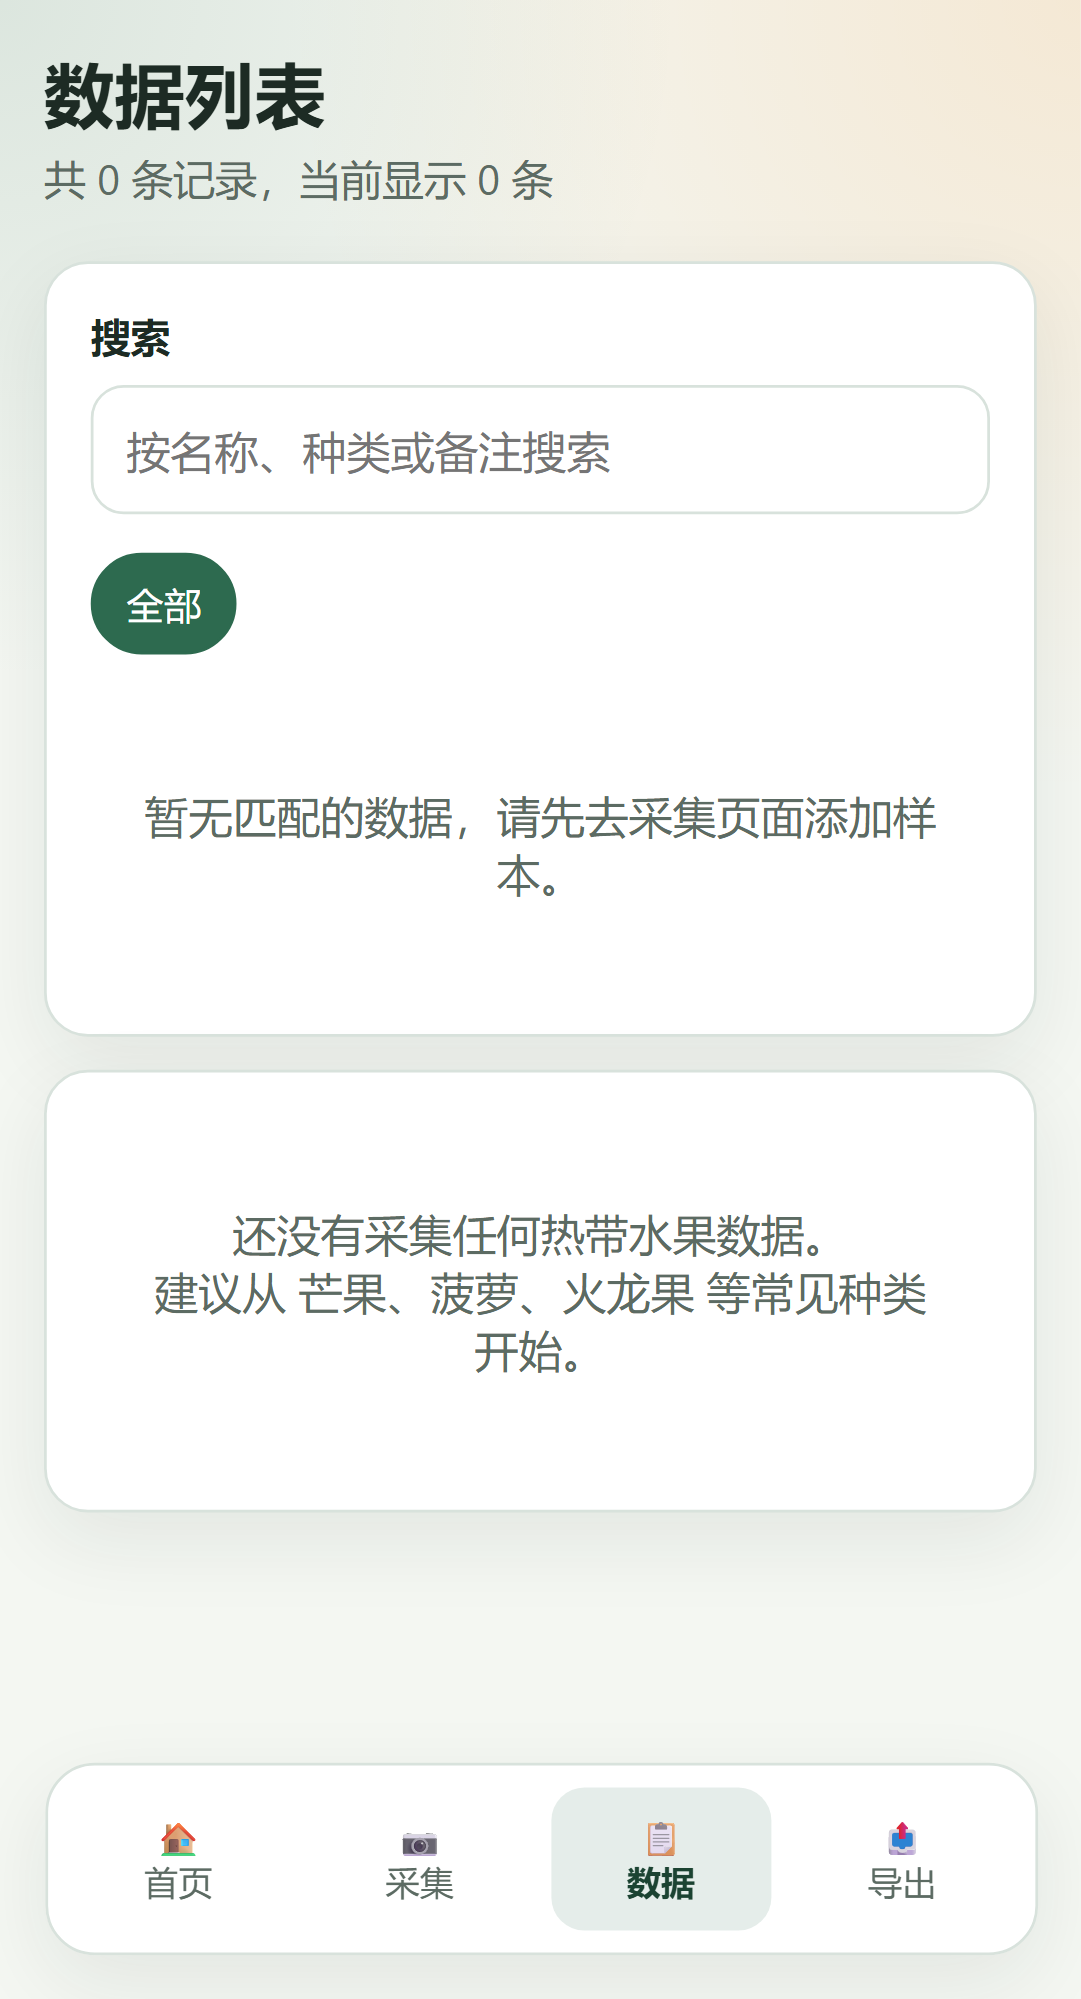 数据列表
共 0 条记录，当前显示 0 条
搜索
按名称、种类或备注搜索
全部
暂无匹配的数据，请先去采集页面添加样
本。
还没有采集任何热带水果数据。
建议从 芒果、菠萝、火龙果 等常见种类
开始。
首页
采集
数据
导出